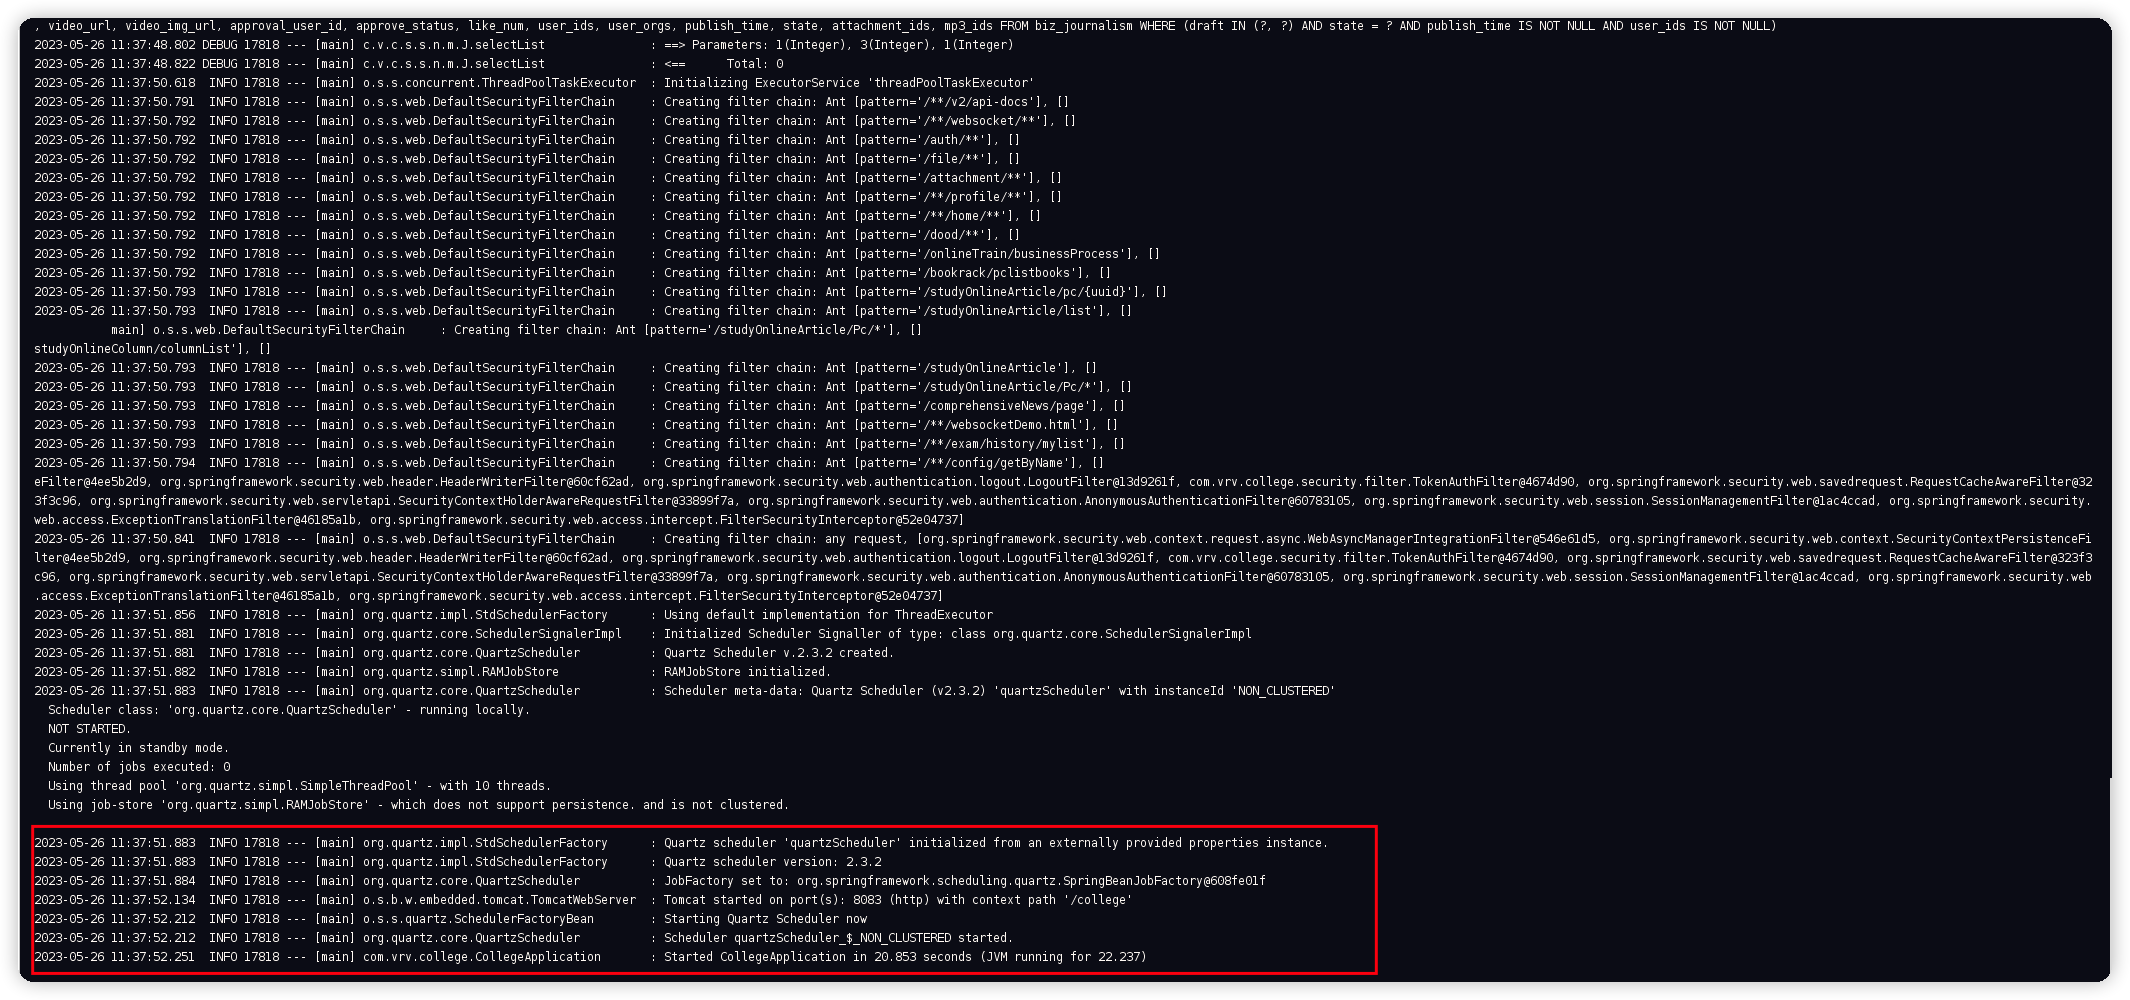 , video_url, video_img_url, approval_user_id, approve_status, like_num, user_ids, user_orgs, publish_time, state, attachment_ids, mp3_ids FROM biz_journalism WHERE (draft IN (?, ?) AND state = ? AND publish_time IS NOT NULL AND user_ids IS NOT NULL)
2023-05-26 11:37:48.802 DEBUG 17818 --- [main] c.v.c.s.s.n.m.J.selectList               : ==> Parameters: 1(Integer), 3(Integer), 1(Integer)
2023-05-26 11:37:48.822 DEBUG 17818 --- [main] c.v.c.s.s.n.m.J.selectList               : <==      Total: 0
2023-05-26 11:37:50.618  INFO 17818 --- [main] o.s.s.concurrent.ThreadPoolTaskExecutor  : Initializing ExecutorService 'threadPoolTaskExecutor'
2023-05-26 11:37:50.791  INFO 17818 --- [main] o.s.s.web.DefaultSecurityFilterChain     : Creating filter chain: Ant [pattern='/**/v2/api-docs'], []
2023-05-26 11:37:50.792  INFO 17818 --- [main] o.s.s.web.DefaultSecurityFilterChain     : Creating filter chain: Ant [pattern='/**/websocket/**'], []
2023-05-26 11:37:50.792  INFO 17818 --- [main] o.s.s.web.DefaultSecurityFilterChain     : Creating filter chain: Ant [pattern='/auth/**'], []
2023-05-26 11:37:50.792  INFO 17818 --- [main] o.s.s.web.DefaultSecurityFilterChain     : Creating filter chain: Ant [pattern='/file/**'], []
2023-05-26 11:37:50.792  INFO 17818 --- [main] o.s.s.web.DefaultSecurityFilterChain     : Creating filter chain: Ant [pattern='/attachment/**'], []
2023-05-26 11:37:50.792  INFO 17818 --- [main] o.s.s.web.DefaultSecurityFilterChain     : Creating filter chain: Ant [pattern='/**/profile/**'], []
2023-05-26 11:37:50.792  INFO 17818 --- [main] o.s.s.web.DefaultSecurityFilterChain     : Creating filter chain: Ant [pattern='/**/home/**'], []
2023-05-26 11:37:50.792  INFO 17818 --- [main] o.s.s.web.DefaultSecurityFilterChain     : Creating filter chain: Ant [pattern='/dood/**'], []
2023-05-26 11:37:50.792  INFO 17818 --- [main] o.s.s.web.DefaultSecurityFilterChain     : Creating filter chain: Ant [pattern='/onlineTrain/businessProcess'], []
2023-05-26 11:37:50.792  INFO 17818 --- [main] o.s.s.web.DefaultSecurityFilterChain     : Creating filter chain: Ant [pattern='/bookrack/pclistbooks'], []
2023-05-26 11:37:50.793  INFO 17818 --- [main] o.s.s.web.DefaultSecurityFilterChain     : Creating filter chain: Ant [pattern='/studyOnlineArticle/pc/{uuid}'], []
2023-05-26 11:37:50.793  INFO 17818 --- [main] o.s.s.web.DefaultSecurityFilterChain     : Creating filter chain: Ant [pattern='/studyOnlineArticle/list'], []
           main] o.s.s.web.DefaultSecurityFilterChain     : Creating filter chain: Ant [pattern='/studyOnlineArticle/Pc/*'], []
studyOnlineColumn/columnList'], []
2023-05-26 11:37:50.793  INFO 17818 --- [main] o.s.s.web.DefaultSecurityFilterChain     : Creating filter chain: Ant [pattern='/studyOnlineArticle'], []
2023-05-26 11:37:50.793  INFO 17818 --- [main] o.s.s.web.DefaultSecurityFilterChain     : Creating filter chain: Ant [pattern='/studyOnlineArticle/Pc/*'], []
2023-05-26 11:37:50.793  INFO 17818 --- [main] o.s.s.web.DefaultSecurityFilterChain     : Creating filter chain: Ant [pattern='/comprehensiveNews/page'], []
2023-05-26 11:37:50.793  INFO 17818 --- [main] o.s.s.web.DefaultSecurityFilterChain     : Creating filter chain: Ant [pattern='/**/websocketDemo.html'], []
2023-05-26 11:37:50.793  INFO 17818 --- [main] o.s.s.web.DefaultSecurityFilterChain     : Creating filter chain: Ant [pattern='/**/exam/history/mylist'], []
2023-05-26 11:37:50.794  INFO 17818 --- [main] o.s.s.web.DefaultSecurityFilterChain     : Creating filter chain: Ant [pattern='/**/config/getByName'], []
eFilter@4ee5b2d9, org.springframework.security.web.header.HeaderWriterFilter@60cf62ad, org.springframework.security.web.authentication.logout.LogoutFilter@13d9261f, com.vrv.college.security.filter.TokenAuthFilter@4674d90, org.springframework.security.web.savedrequest.RequestCacheAwareFilter@32
3f3c96, org.springframework.security.web.servletapi.SecurityContextHolderAwareRequestFilter@33899f7a, org.springframework.security.web.authentication.AnonymousAuthenticationFilter@60783105, org.springframework.security.web.session.SessionManagementFilter@1ac4ccad, org.springframework.security.
web.access.ExceptionTranslationFilter@46185a1b, org.springframework.security.web.access.intercept.FilterSecurityInterceptor@52e04737]
2023-05-26 11:37:50.841  INFO 17818 --- [main] o.s.s.web.DefaultSecurityFilterChain     : Creating filter chain: any request, [org.springframework.security.web.context.request.async.WebAsyncManagerIntegrationFilter@546e61d5, org.springframework.security.web.context.SecurityContextPersistenceFi
lter@4ee5b2d9, org.springframework.security.web.header.HeaderWriterFilter@60cf62ad, org.springframework.security.web.authentication.logout.LogoutFilter@13d9261f, com.vrv.college.security.filter.TokenAuthFilter@4674d90, org.springframework.security.web.savedrequest.RequestCacheAwareFilter@323f3
c96, org.springframework.security.web.servletapi.SecurityContextHolderAwareRequestFilter@33899f7a, org.springframework.security.web.authentication.AnonymousAuthenticationFilter@60783105, org.springframework.security.web.session.SessionManagementFilter@1ac4ccad, org.springframework.security.web
.access.ExceptionTranslationFilter@46185a1b, org.springframework.security.web.access.intercept.FilterSecurityInterceptor@52e04737]
2023-05-26 11:37:51.856  INFO 17818 --- [main] org.quartz.impl.StdSchedulerFactory      : Using default implementation for ThreadExecutor
2023-05-26 11:37:51.881  INFO 17818 --- [main] org.quartz.core.SchedulerSignalerImpl    : Initialized Scheduler Signaller of type: class org.quartz.core.SchedulerSignalerImpl
2023-05-26 11:37:51.881  INFO 17818 --- [main] org.quartz.core.QuartzScheduler          : Quartz Scheduler v.2.3.2 created.
2023-05-26 11:37:51.882  INFO 17818 --- [main] org.quartz.simpl.RAMJobStore             : RAMJobStore initialized.
2023-05-26 11:37:51.883  INFO 17818 --- [main] org.quartz.core.QuartzScheduler          : Scheduler meta-data: Quartz Scheduler (v2.3.2) 'quartzScheduler' with instanceId 'NON_CLUSTERED'
  Scheduler class: 'org.quartz.core.QuartzScheduler' - running locally.
  NOT STARTED.
  Currently in standby mode.
  Number of jobs executed: 0
  Using thread pool 'org.quartz.simpl.SimpleThreadPool' - with 10 threads.
  Using job-store 'org.quartz.simpl.RAMJobStore' - which does not support persistence. and is not clustered.
2023-05-26 11:37:51.883  INFO 17818 --- [main] org.quartz.impl.StdSchedulerFactory      : Quartz scheduler 'quartzScheduler' initialized from an externally provided properties instance.
2023-05-26 11:37:51.883  INFO 17818 --- [main] org.quartz.impl.StdSchedulerFactory      : Quartz scheduler version: 2.3.2
2023-05-26 11:37:51.884  INFO 17818 --- [main] org.quartz.core.QuartzScheduler          : JobFactory set to: org.springframework.scheduling.quartz.SpringBeanJobFactory@608fe01f
2023-05-26 11:37:52.134  INFO 17818 --- [main] o.s.b.w.embedded.tomcat.TomcatWebServer  : Tomcat started on port(s): 8083 (http) with context path '/college'
2023-05-26 11:37:52.212  INFO 17818 --- [main] o.s.s.quartz.SchedulerFactoryBean        : Starting Quartz Scheduler now
2023-05-26 11:37:52.212  INFO 17818 --- [main] org.quartz.core.QuartzScheduler          : Scheduler quartzScheduler_$_NON_CLUSTERED started.
2023-05-26 11:37:52.251  INFO 17818 --- [main] com.vrv.college.CollegeApplication       : Started CollegeApplication in 20.853 seconds (JVM running for 22.237)